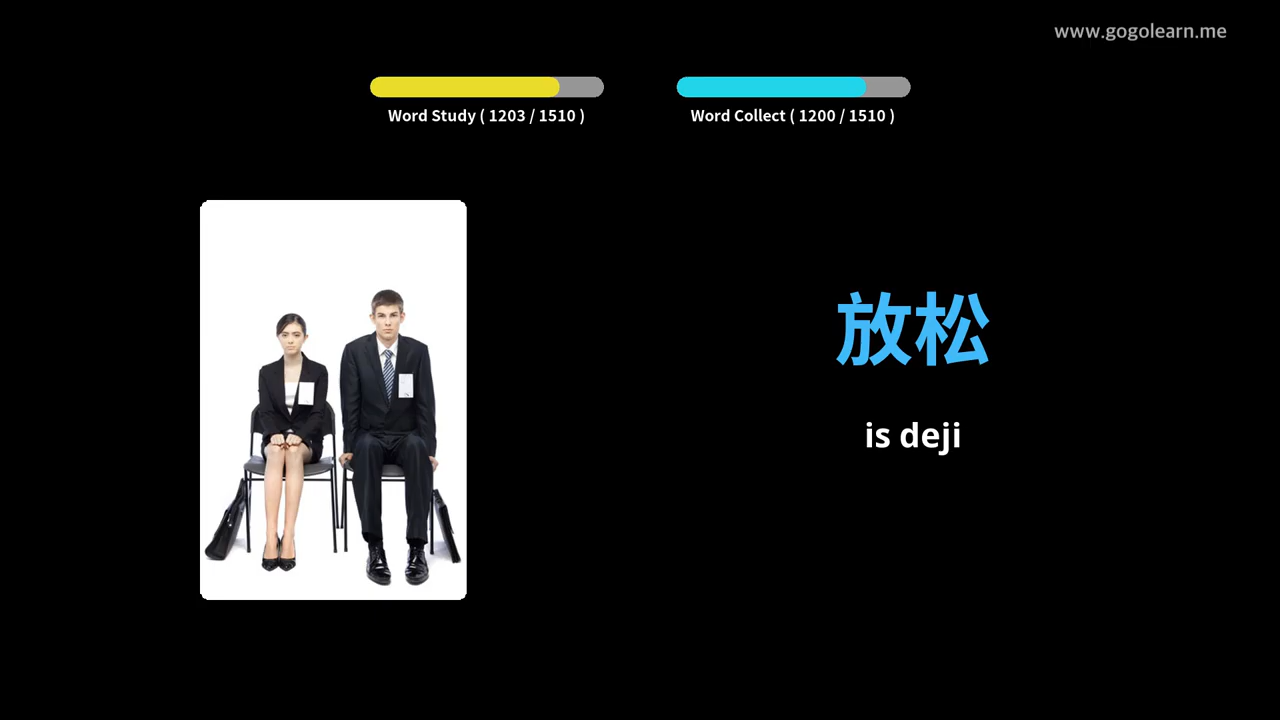 www.gogolearn.me
Word Study ( 1203 / 1510 )
Word Collect ( 1200 / 1510 )
放松
is deji